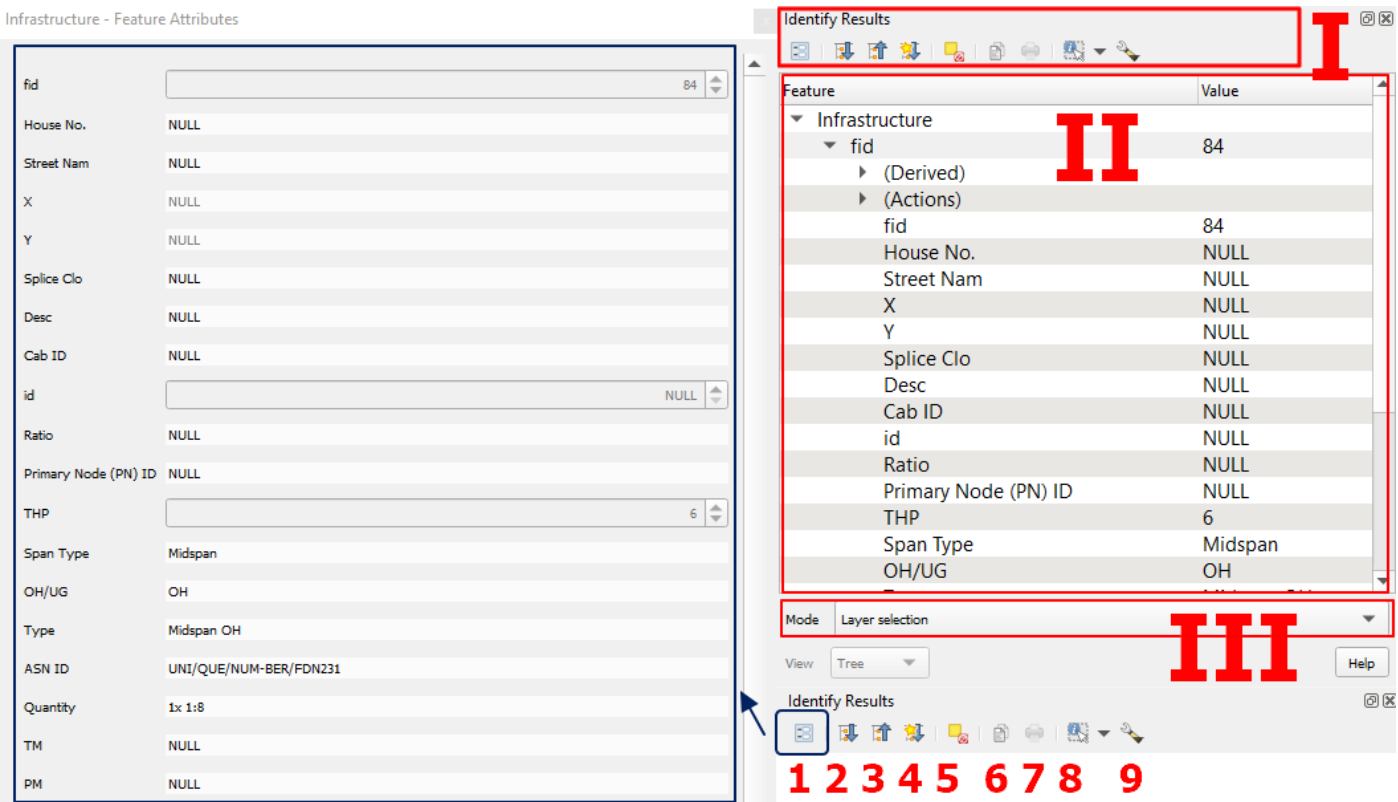 Infrastructure - Feature Attributes
fid 84
House No. NULL
Street Nam NULL
X NULL
Y NULL
Splice Clo NULL
Desc NULL
Cab ID NULL
id NULL
Ratio NULL
Primary Node (PN) ID NULL
THP 6
Span Type Midspan
OH/UG OH
Type Midspan OH
ASN ID UNI/QUE/NUM-BER/FDN231
Quantity 1x 1:8
TM NULL
PM NULL
Identify Results
I
Feature Value
Infrastructure
II
fid 84
(Derived)
(Actions)
fid 84
House No. NULL
Street Nam NULL
X NULL
Y NULL
Splice Clo NULL
Desc NULL
Cab ID NULL
id NULL
Ratio NULL
Primary Node (PN) ID NULL
THP 6
Span Type Midspan
OH/UG OH
Mode Layer selection
III
View Tree Help
Identify Results
1 2 3 4 5 6 7 8 9